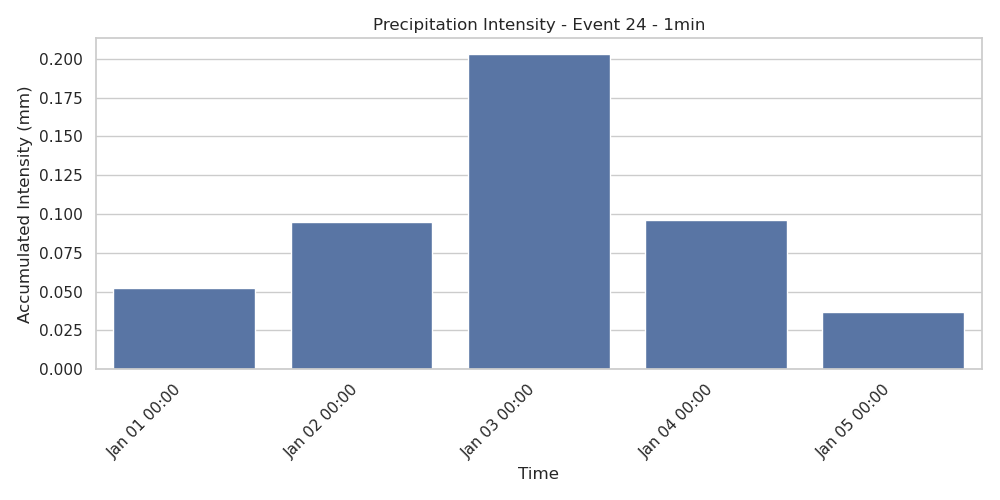 Precipitation Intensity - Event 24 - 1min
Accumulated Intensity (mm)
0.200
0.175
0.150
0.125
0.100
0.075
0.050
0.025
0.000
Jan 01 00:00
Jan 02 00:00
Jan 03 00:00
Jan 04 00:00
Jan 05 00:00
Time